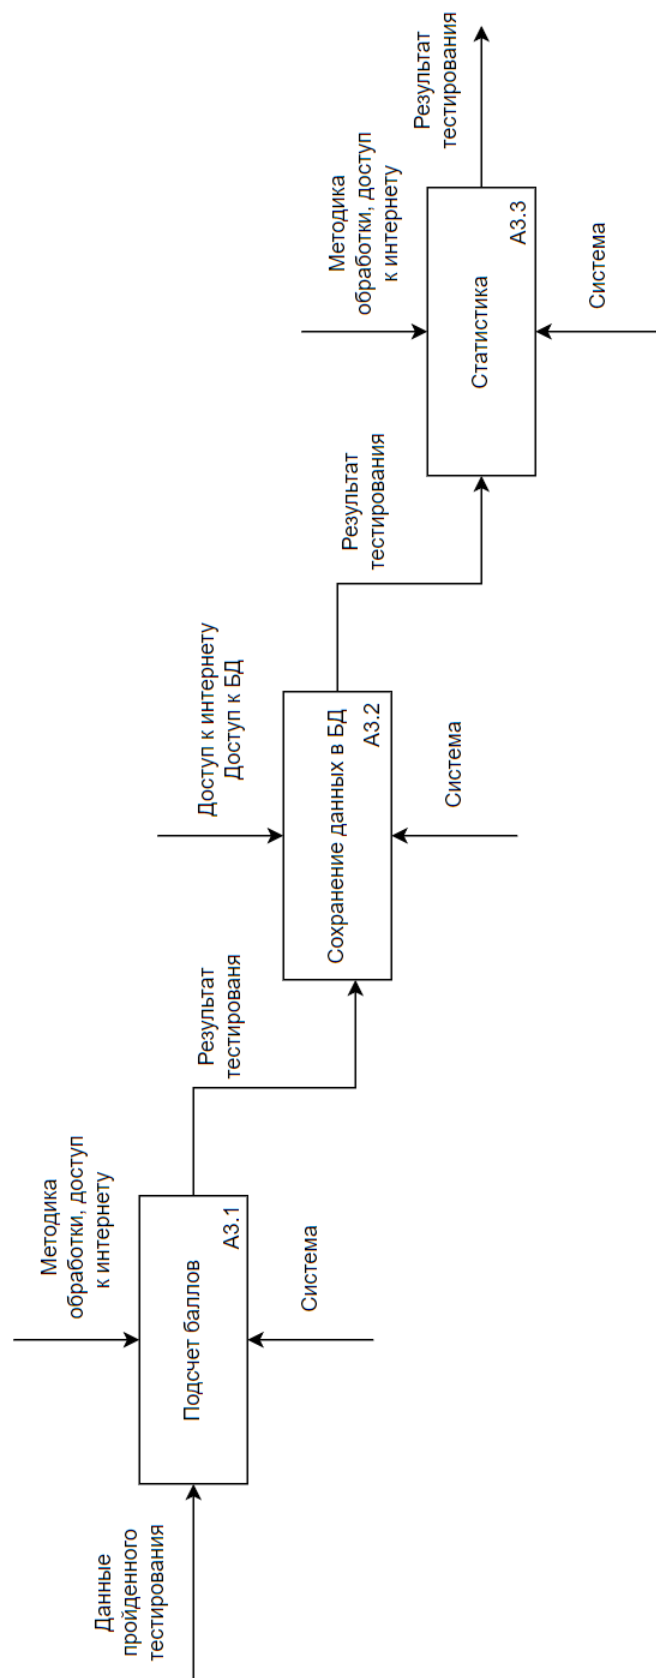 Данные
пройденного
тестирования
Методика
обработки, доступ
к интернету
Подсчет баллов
А3.1
Система
Результат
тестированя
Доступ к интернету
Доступ к БД
Сохранение данных в БД
А3.2
Система
Результат
тестирования
Методика
обработки, доступ
к интернету
Статистика
А3.3
Система
Результат
тестирования